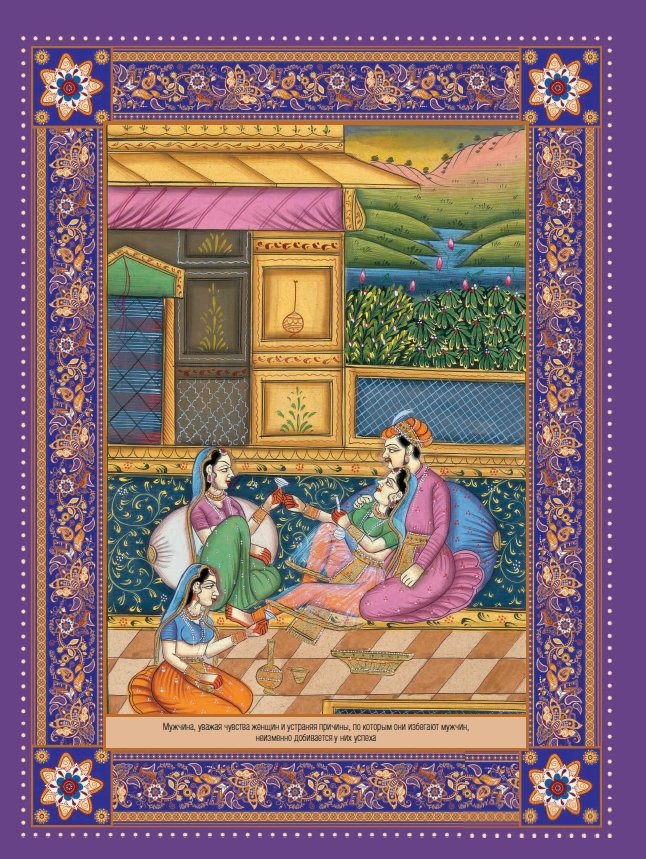 Мужчина, уважая чувства женщин и устраняя причины, по которым они избегают мужчин,
неизменно добивается у них успеха